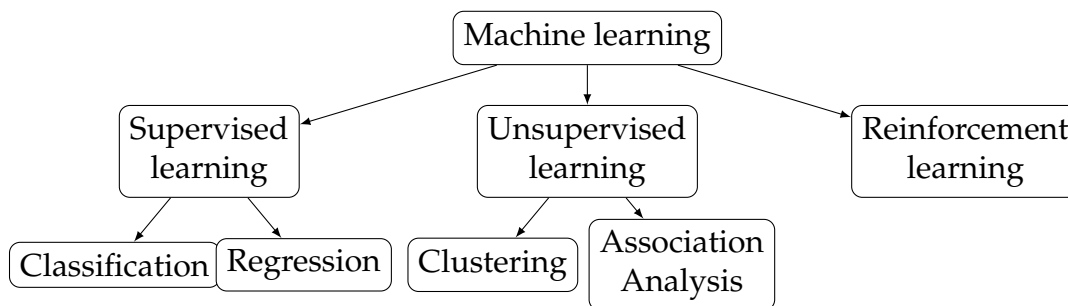 Machine learning
Supervised
learning
Unsupervised
learning
Reinforcement
learning
Classification
Regression
Clustering
Association
Analysis